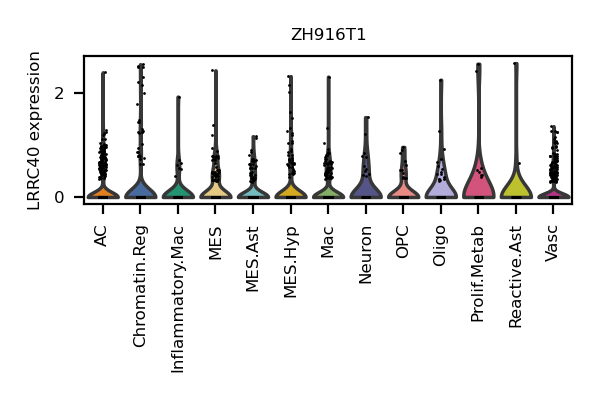 ZH916T1
LRRC40 expression
2
0
AC
Chromatin.Reg
Inflammatory.Mac
MES
MES.Ast
MES.Hyp
Mac
Neuron
OPC
Oligo
Prolif.Metab
Reactive.Ast
Vasc